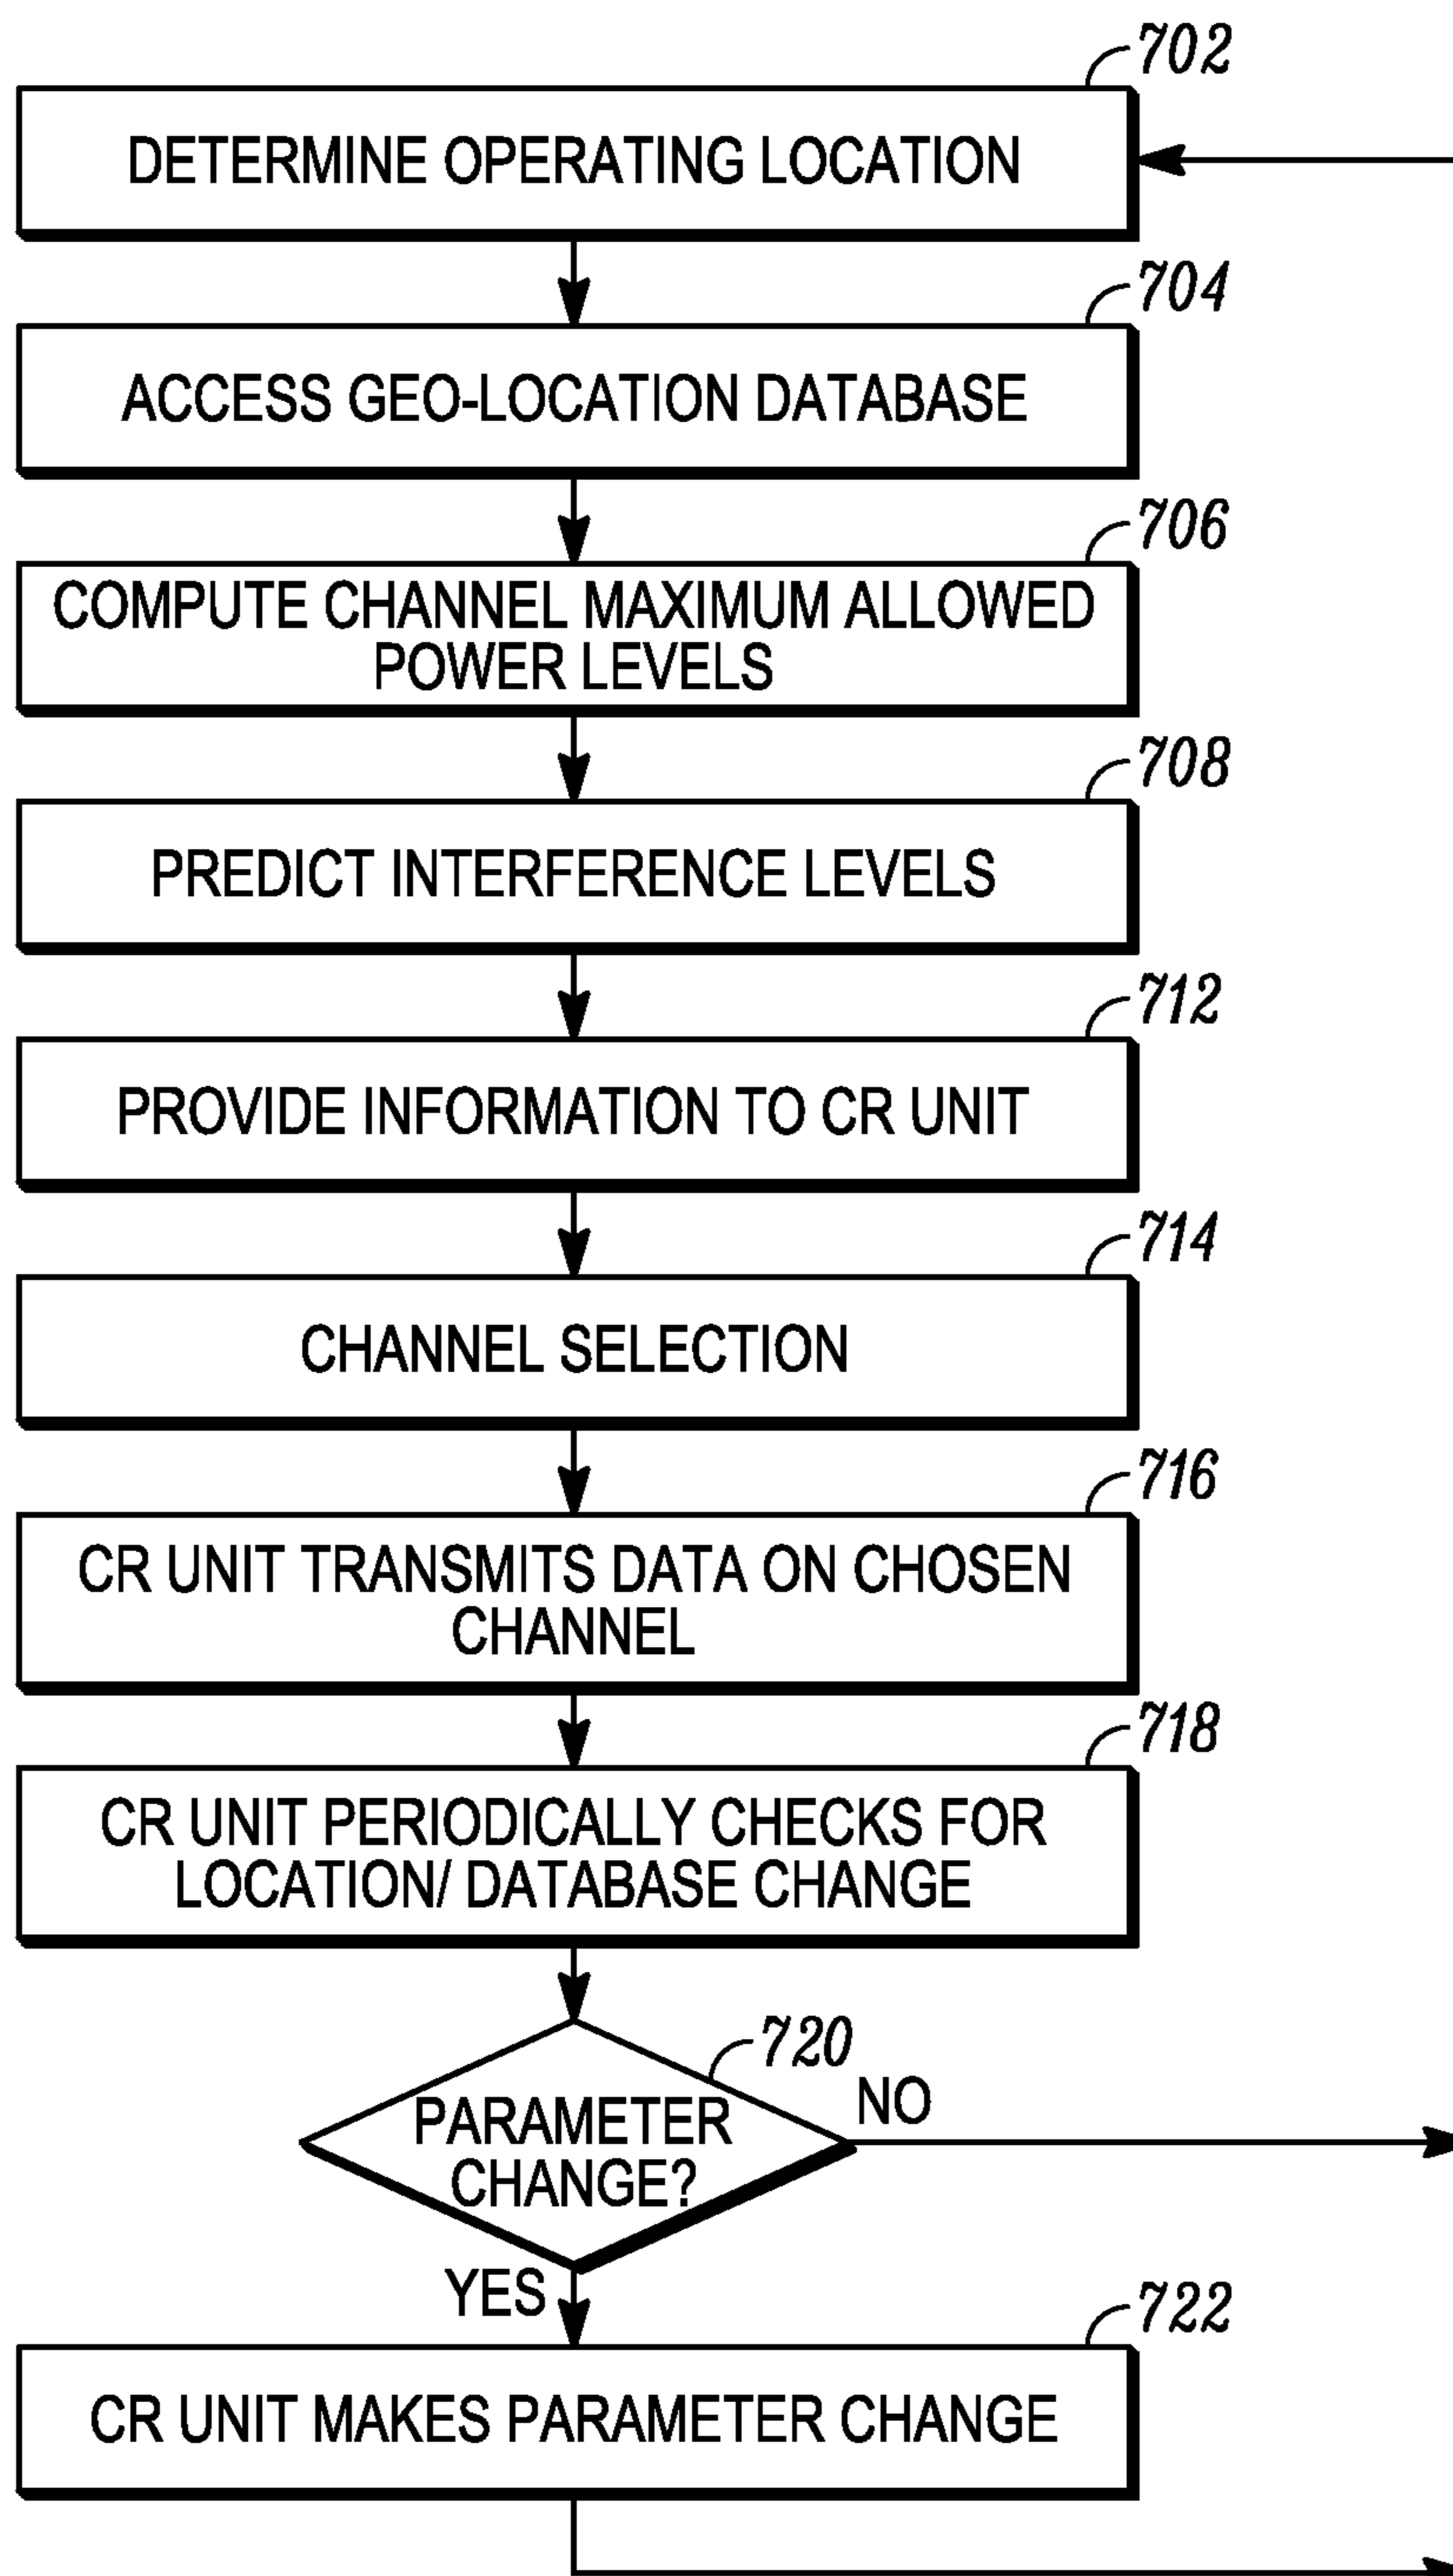 702
DETERMINE OPERATING LOCATION
704
ACCESS GEO-LOCATION DATABASE
706
COMPUTE CHANNEL MAXIMUM ALLOWED
POWER LEVELS
708
PREDICT INTERFERENCE LEVELS
712
PROVIDE INFORMATION TO CR UNIT
714
CHANNEL SELECTION
716
CR UNIT TRANSMITS DATA ON CHOSEN
CHANNEL
718
CR UNIT PERIODICALLY CHECKS FOR
LOCATION/ DATABASE CHANGE
720
NO
PARAMETER
CHANGE?
YES
722
CR UNIT MAKES PARAMETER CHANGE